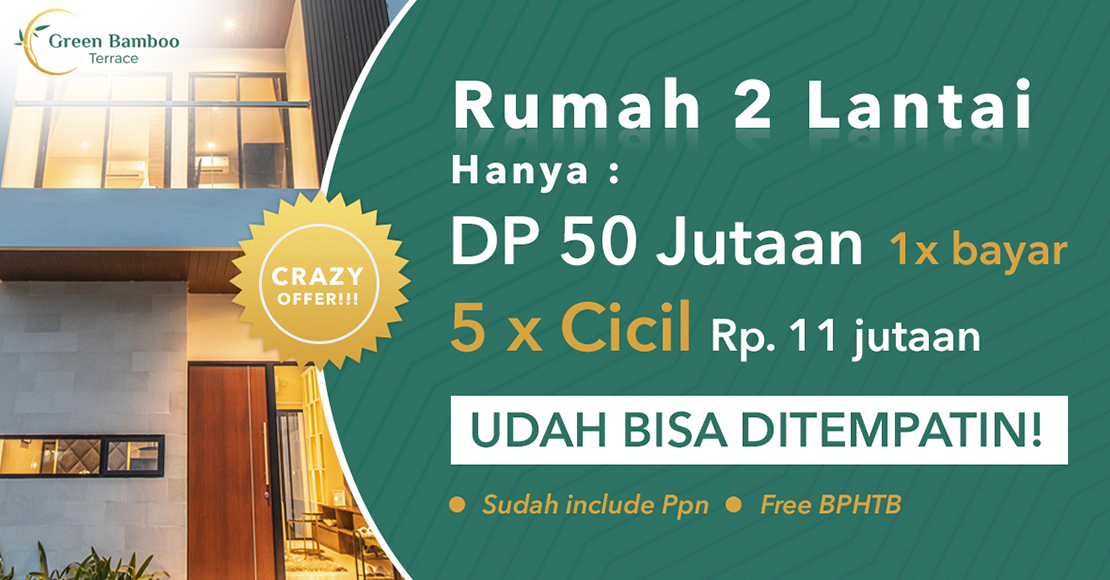 Green Bamboo
Terrace
Rumah 2 Lantai
Hanya :
DP 50 Jutaan 1x bayar
5 x Cicil Rp. 11 jutaan
CRAZY
OFFER!!!
UDAH BISA DITEMPATIN!
• Sudah include Ppn • Free BPHTB